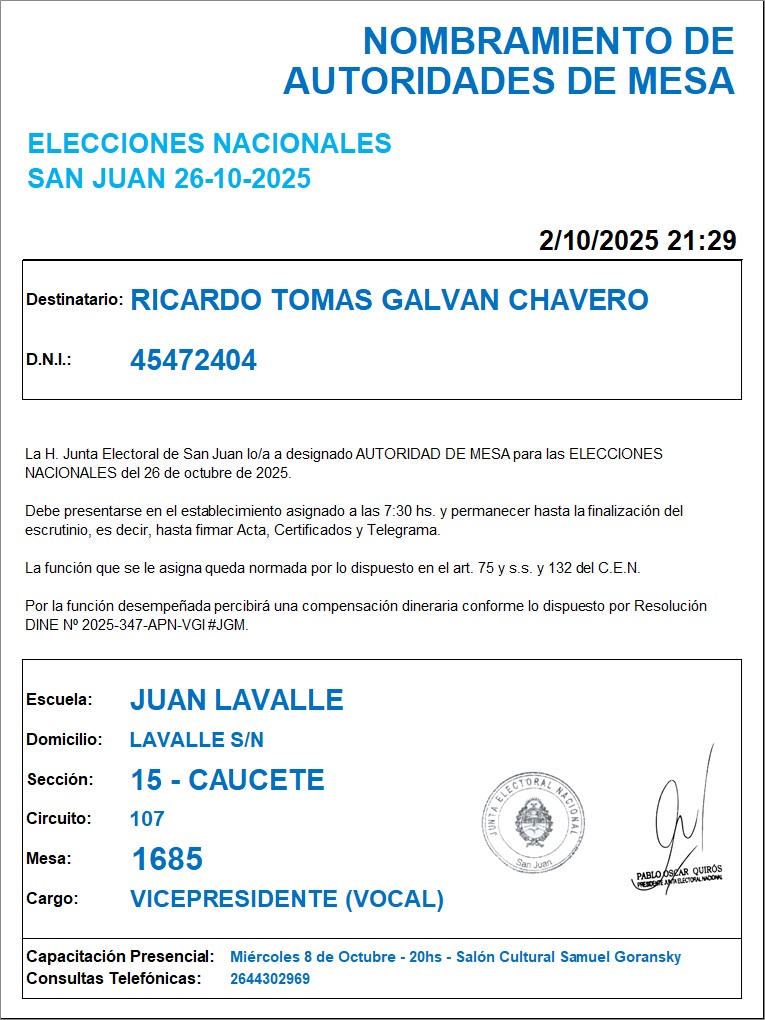 NOMBRAMIENTO DE
AUTORIDADES DE MESA
ELECCIONES NACIONALES
SAN JUAN 26-10-2025
2/10/2025 21:29
Destinatario: RICARDO TOMAS GALVAN CHAVERO
D.N.I.: 45472404
La H. Junta Electoral de San Juan lo/a a designado AUTORIDAD DE MESA para las ELECCIONES
NACIONALES del 26 de octubre de 2025.
Debe presentarse en el establecimiento asignado a las 7:30 hs. y permanecer hasta la finalización del
escrutinio, es decir, hasta firmar Acta, Certificados y Telegrama.
La función que se le asigna queda normada por lo dispuesto en el art. 75 y s.s. y 132 del C.E.N.
Por la función desempeñada percibirá una compensación dineraria conforme lo dispuesto por Resolución
DINE Nº 2025-347-APN-VGI#JGM.
Escuela: JUAN LAVALLE
Domicilio: LAVALLE S/N
Sección: 15 - CAUCETE
Circuito: 107
Mesa: 1685
Cargo: VICEPRESIDENTE (VOCAL)
JUNTA ELECTORAL NACIONAL
San Juan
PABLO OSCAR QUIRÓS
PRESIDENTE JUNTA ELECTORAL NACIONAL
Capacitación Presencial: Miércoles 8 de Octubre - 20hs - Salón Cultural Samuel Goransky
Consultas Telefónicas: 2644302969